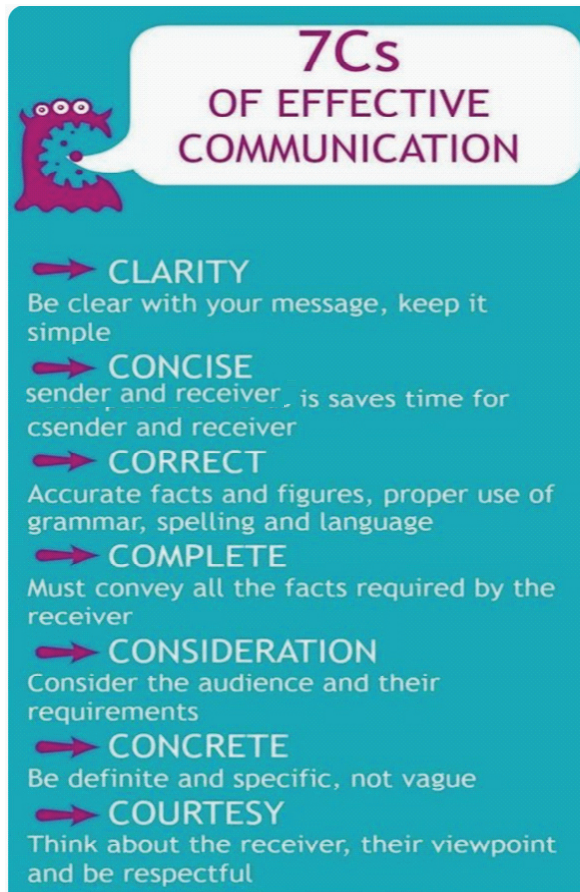 7Cs
OF EFFECTIVE
COMMUNICATION
CLARITY
Be clear with your message, keep it
simple
CONCISE
sender and receiver, is saves time for
csender and receiver
CORRECT
Accurate facts and figures, proper use of
grammar, spelling and language
COMPLETE
Must convey all the facts required by the
receiver
CONSIDERATION
Consider the audience and their
requirements
CONCRETE
Be definite and specific, not vague
COURTESY
Think about the receiver, their viewpoint
and be respectful